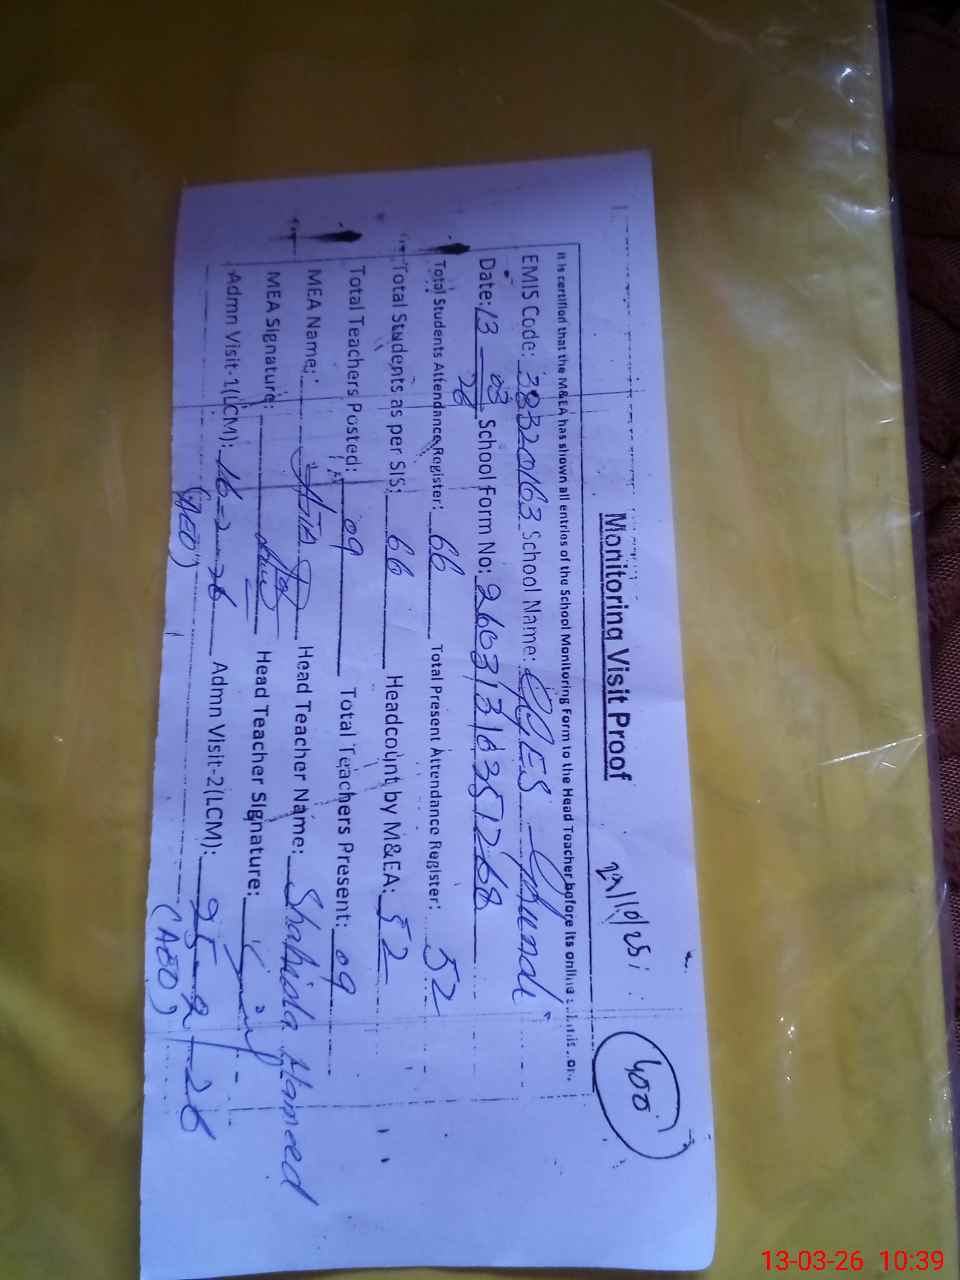 Monitoring Visit Proof
400
It is certified that the M&EA has shown all entries of the School Monitoring Form to the Head Teacher before its online
EMIS Code: 38320163 School Name: GGES
Date: 13 03 26 School Form No:
Total Students Attendance Register: 66 Total Present Attendance Register: 52
Total Students as per SIS: 66 Headcount by M&EA: 52
Total Teachers Posted: 09 Total Teachers Present: 09
MEA Name: Head Teacher Name: Shahida Hameed
MEA Signature: Head Teacher Signature:
Admn Visit-1(LCM): 16-2-26 Admn Visit-2(LCM): 25-2-26
(AEO) (AEO)
13-03-26 10:39